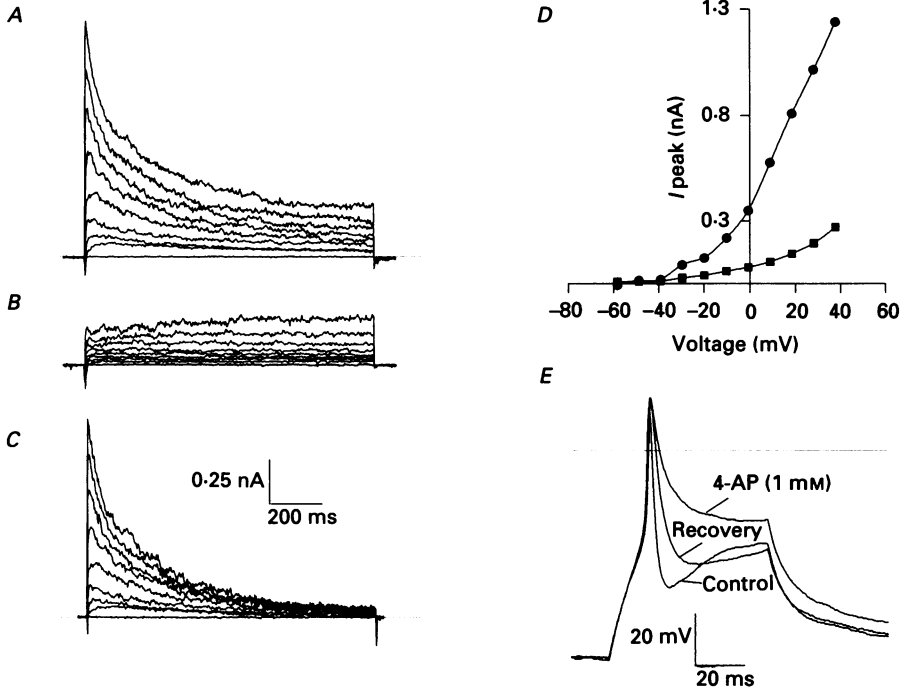 A
B
C
0·25 nA
200 ms
D
1·3
0·8
0·3
I peak (nA)
–80 –60 –40 –20 0 20 40 60
Voltage (mV)
E
4-AP (1 mM)
Recovery
Control
20 mV
20 ms